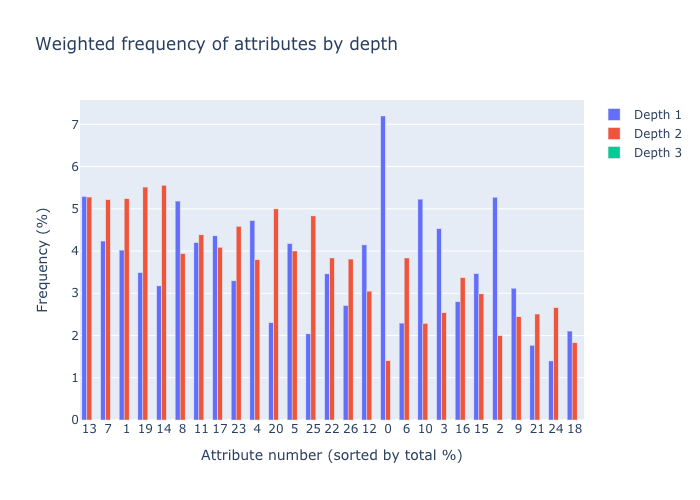 Weighted frequency of attributes by depth
Depth 1
Depth 2
Depth 3
Frequency (%)
7
6
5
4
3
2
1
0
13 7 1 19 14 8 11 17 23 4 20 5 25 22 26 12 0 6 10 3 16 15 2 9 21 24 18
Attribute number (sorted by total %)